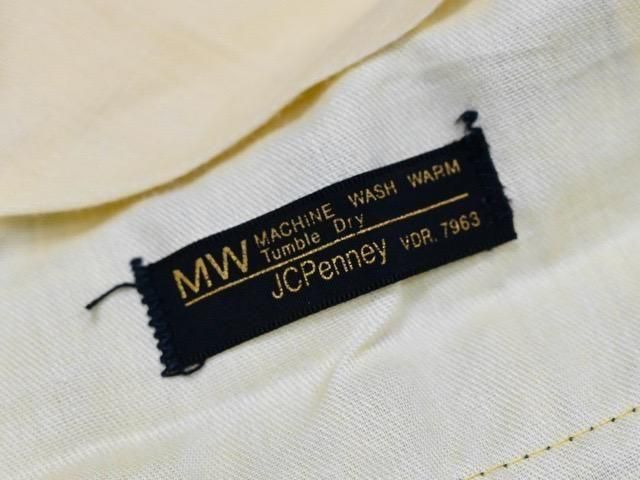 MW MACHINE WASH WARM
Tumble Dry
JCPenney VDR. 7963